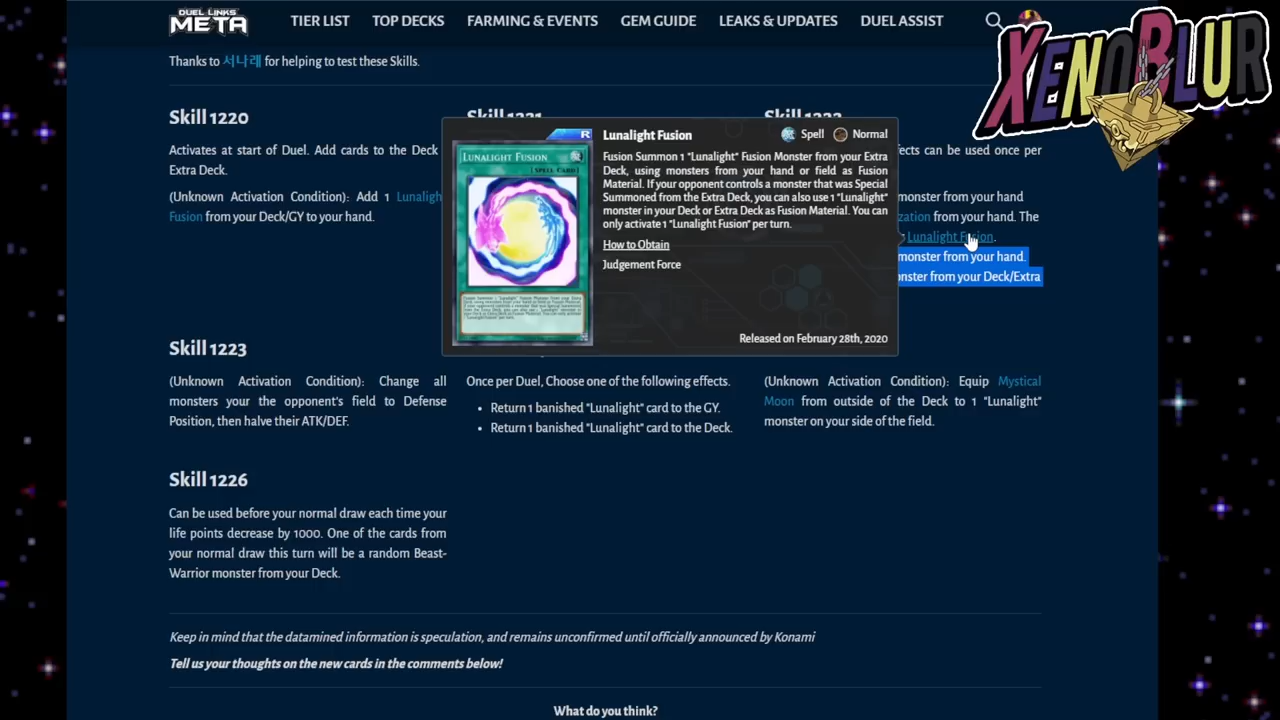 DUEL LINKS
META
TIER LIST
TOP DECKS
FARMING & EVENTS
GEM GUIDE
LEAKS & UPDATES
DUEL ASSIST
XENOBLUR
Thanks to 서나래 for helping to test these Skills.
Skill 1220
Activates at start of Duel. Add cards to the Deck
Extra Deck.
(Unknown Activation Condition): Add 1 Lunaligh
Fusion from your Deck/GY to your hand.
Skill 1221
Skill 1222
fects can be used once per
monster from your hand
ization from your hand. The
Lunalight Fusion.
monster from your hand.
onster from your Deck/Extra
R
LUNALIGHT FUSION
[SPELL CARD]
Lunalight Fusion
Spell
Normal
Fusion Summon 1 "Lunalight" Fusion Monster from your Extra
Deck, using monsters from your hand or field as Fusion
Material. If your opponent controls a monster that was Special
Summoned from the Extra Deck, you can also use 1 "Lunalight"
monster in your Deck or Extra Deck as Fusion Material. You can
only activate 1 "Lunalight Fusion" per turn.
How to Obtain
Judgement Force
Released on February 28th, 2020
Skill 1223
(Unknown Activation Condition): Change all
monsters your the opponent's field to Defense
Position, then halve their ATK/DEF.
Once per Duel, Choose one of the following effects.
• Return 1 banished "Lunalight" card to the GY.
• Return 1 banished "Lunalight" card to the Deck.
(Unknown Activation Condition): Equip Mystical
Moon from outside of the Deck to 1 "Lunalight"
monster on your side of the field.
Skill 1226
Can be used before your normal draw each time your
life points decrease by 1000. One of the cards from
your normal draw this turn will be a random Beast-
Warrior monster from your Deck.
Keep in mind that the datamined information is speculation, and remains unconfirmed until officially announced by Konami
Tell us your thoughts on the new cards in the comments below!
What do you think?